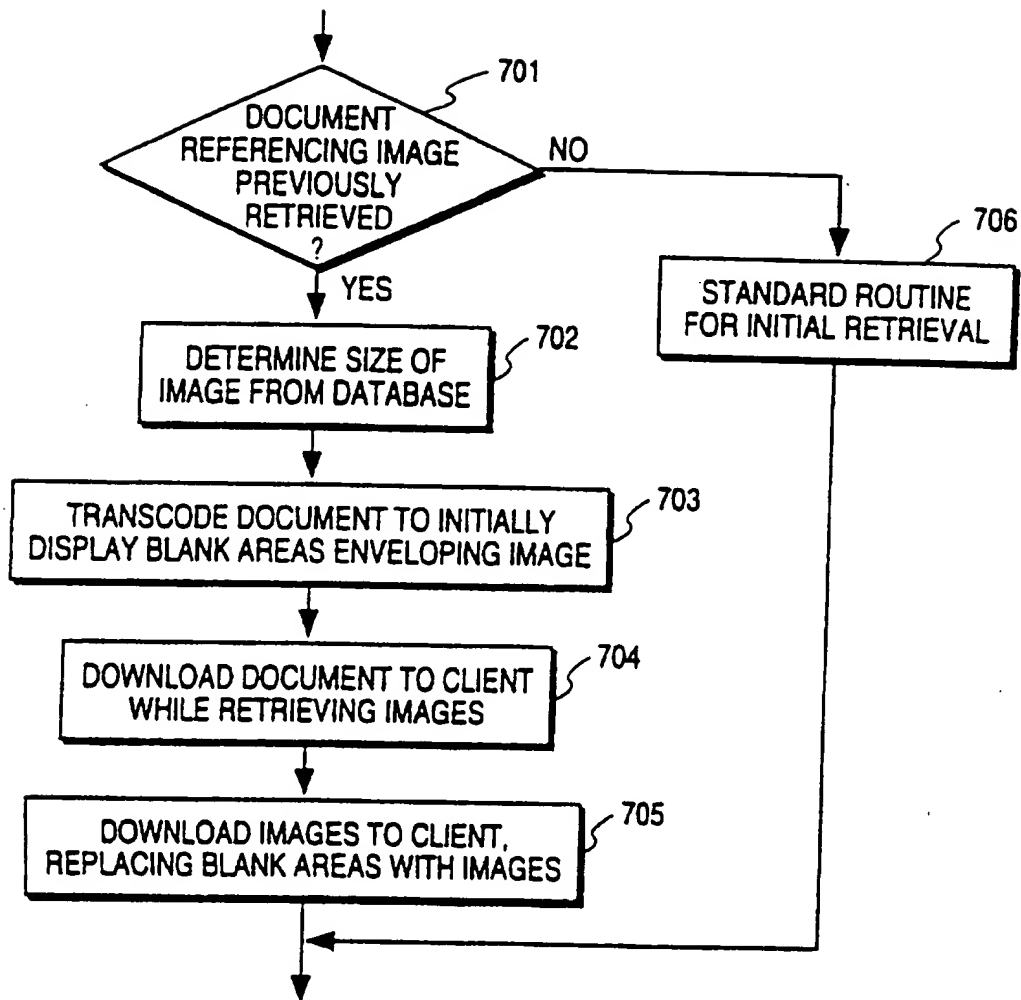 701
DOCUMENT
REFERENCING IMAGE
PREVIOUSLY
RETRIEVED
?
NO
YES
706
STANDARD ROUTINE
FOR INITIAL RETRIEVAL
702
DETERMINE SIZE OF
IMAGE FROM DATABASE
703
TRANSCODE DOCUMENT TO INITIALLY
DISPLAY BLANK AREAS ENVELOPING IMAGE
704
DOWNLOAD DOCUMENT TO CLIENT
WHILE RETRIEVING IMAGES
705
DOWNLOAD IMAGES TO CLIENT,
REPLACING BLANK AREAS WITH IMAGES